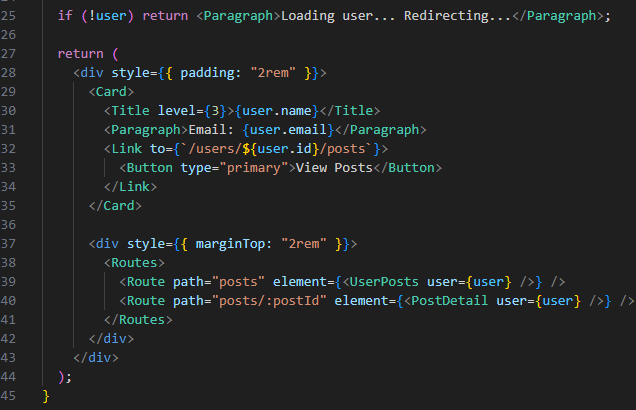 25 if (!user) return <Paragraph>Loading user... Redirecting...</Paragraph>;
26
27 return (
28 <div style={{ padding: "2rem" }}>
29 <Card>
30 <Title level={3}>{user.name}</Title>
31 <Paragraph>Email: {user.email}</Paragraph>
32 <Link to={`/users/${user.id}/posts`}>
33 <Button type="primary">View Posts</Button>
34 </Link>
35 </Card>
36
37 <div style={{ marginTop: "2rem" }}>
38 <Routes>
39 <Route path="posts" element={<UserPosts user={user} />} />
40 <Route path="posts/:postId" element={<PostDetail user={user} />} />
41 </Routes>
42 </div>
43 </div>
44 );
45 }